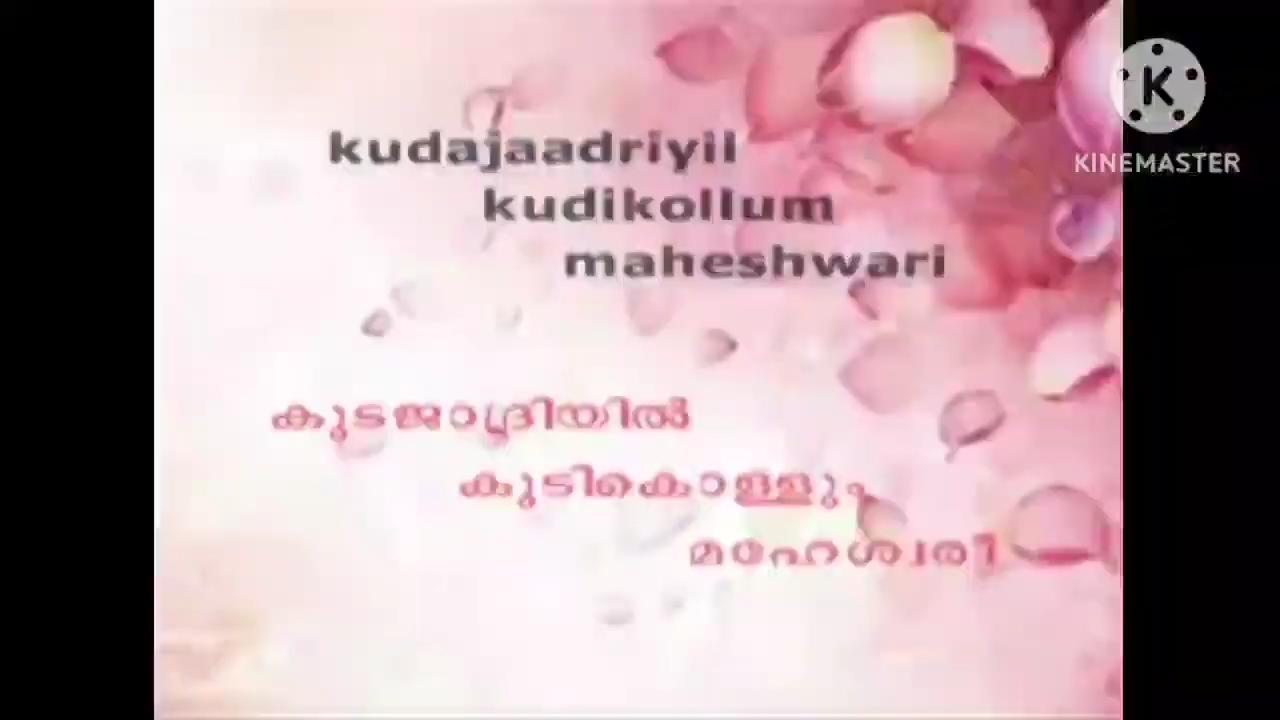 kudajaadriyil
kudikollum
maheshwari
കുടജാദ്രിയിൽ
കുടികൊള്ളും
മഹേശ്വരി
K
KINEMASTER